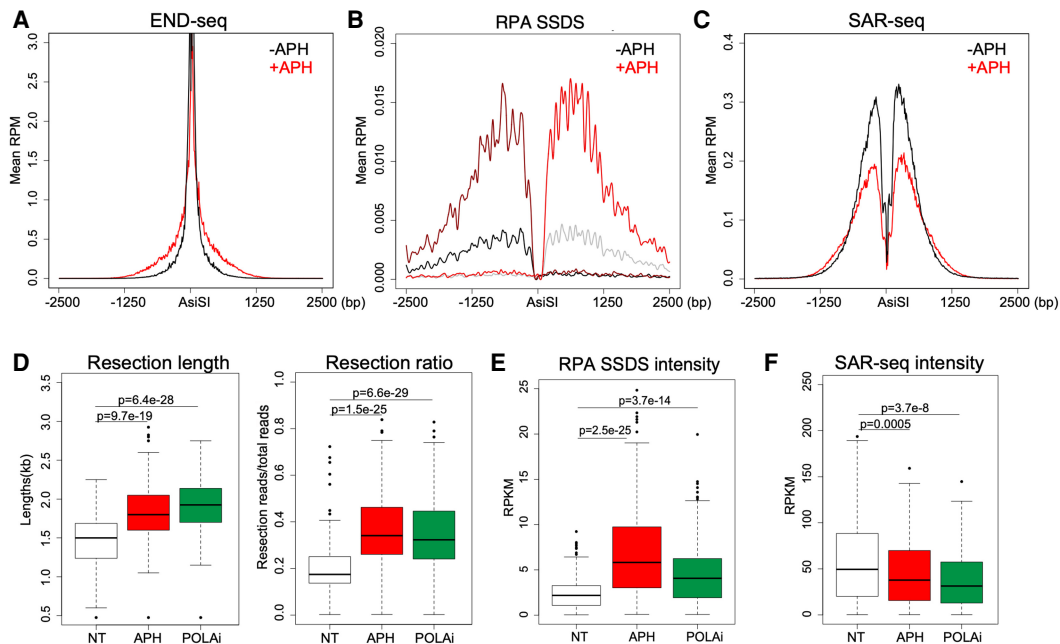 A
END-seq
-APH
+APH
Mean RPM
3.0
2.5
2.0
1.5
1.0
0.5
0.0
-2500 -1250 AsiSI 1250 2500 (bp)
B
RPA SSDS
-APH
+APH
Mean RPM
0.020
0.015
0.010
0.005
0.000
-2500 -1250 AsiSI 1250 2500 (bp)
C
SAR-seq
-APH
+APH
Mean RPM
0.4
0.3
0.2
0.1
0.0
-2500 -1250 AsiSI 1250 2500 (bp)
D
Resection length
p=6.4e-28
p=9.7e-19
Lengths(kb)
3.5
3.0
2.5
2.0
1.5
1.0
0.5
NT APH POLAi
Resection ratio
p=6.6e-29
p=1.5e-25
Resection reads/total reads
1.0
0.8
0.6
0.4
0.2
0.0
NT APH POLAi
E
RPA SSDS intensity
p=3.7e-14
p=2.5e-25
RPKM
25
20
15
10
5
0
NT APH POLAi
F
SAR-seq intensity
p=3.7e-8
p=0.0005
RPKM
250
200
150
100
50
0
NT APH POLAi